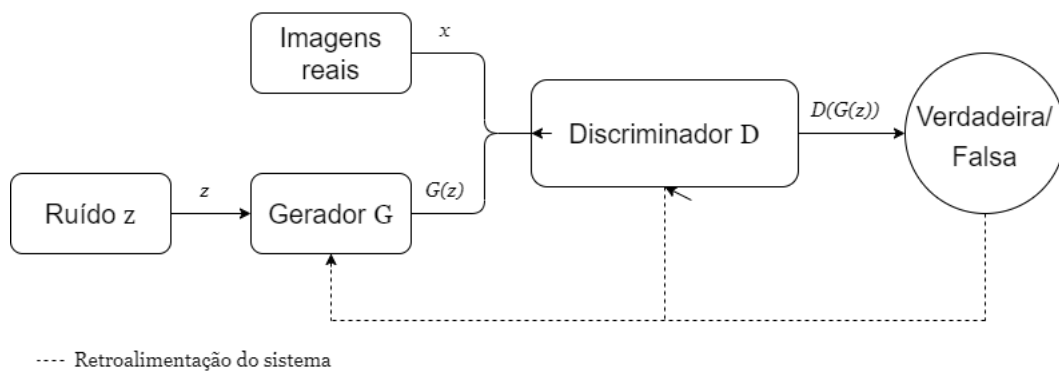 Imagens
reais
x
Discriminador D
D(G(z))
Verdadeira/
Falsa
Ruído z
z
Gerador G
G(z)
---- Retroalimentação do sistema